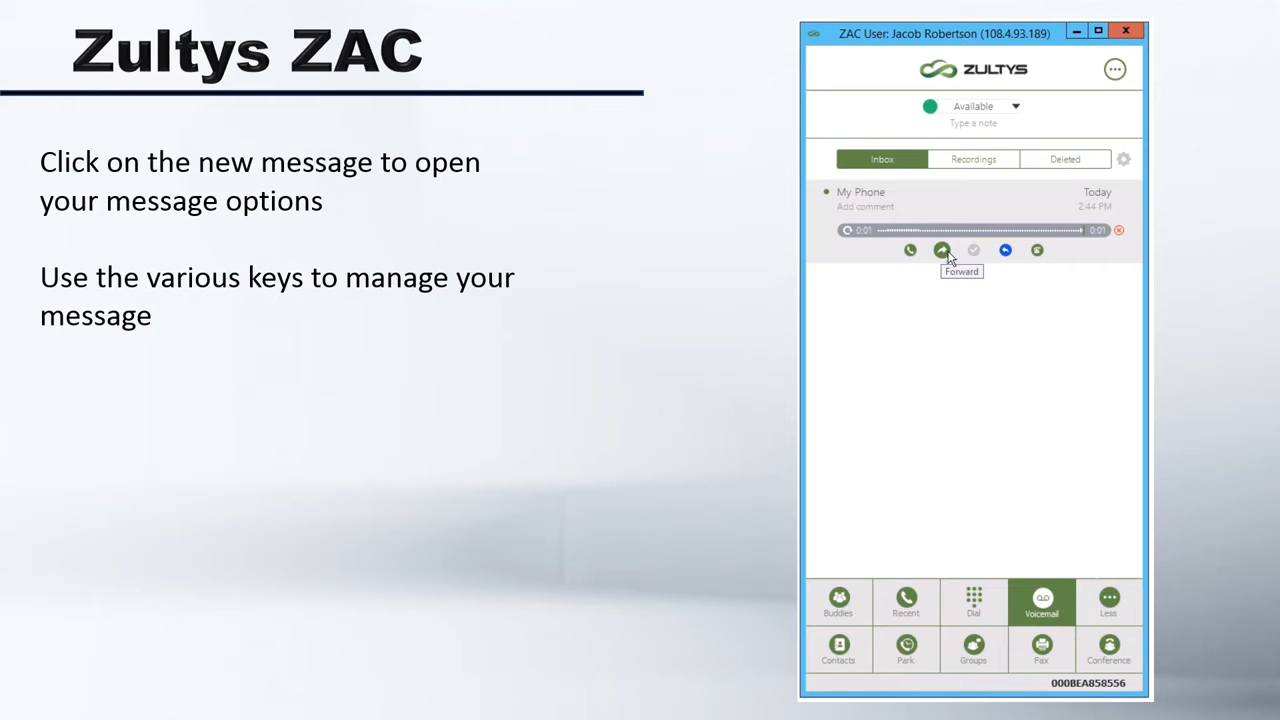 Zultys ZAC
Click on the new message to open
your message options
Use the various keys to manage your
message
ZAC User: Jacob Robertson (108.4.93.189)
ZULTYS
Available
Type a note
Inbox Recordings Deleted
My Phone Today
Add comment 2:44 PM
0:01 0:01
Forward
Buddies Recent Dial Voicemail Less
Contacts Park Groups Fax Conference
000BEA858556